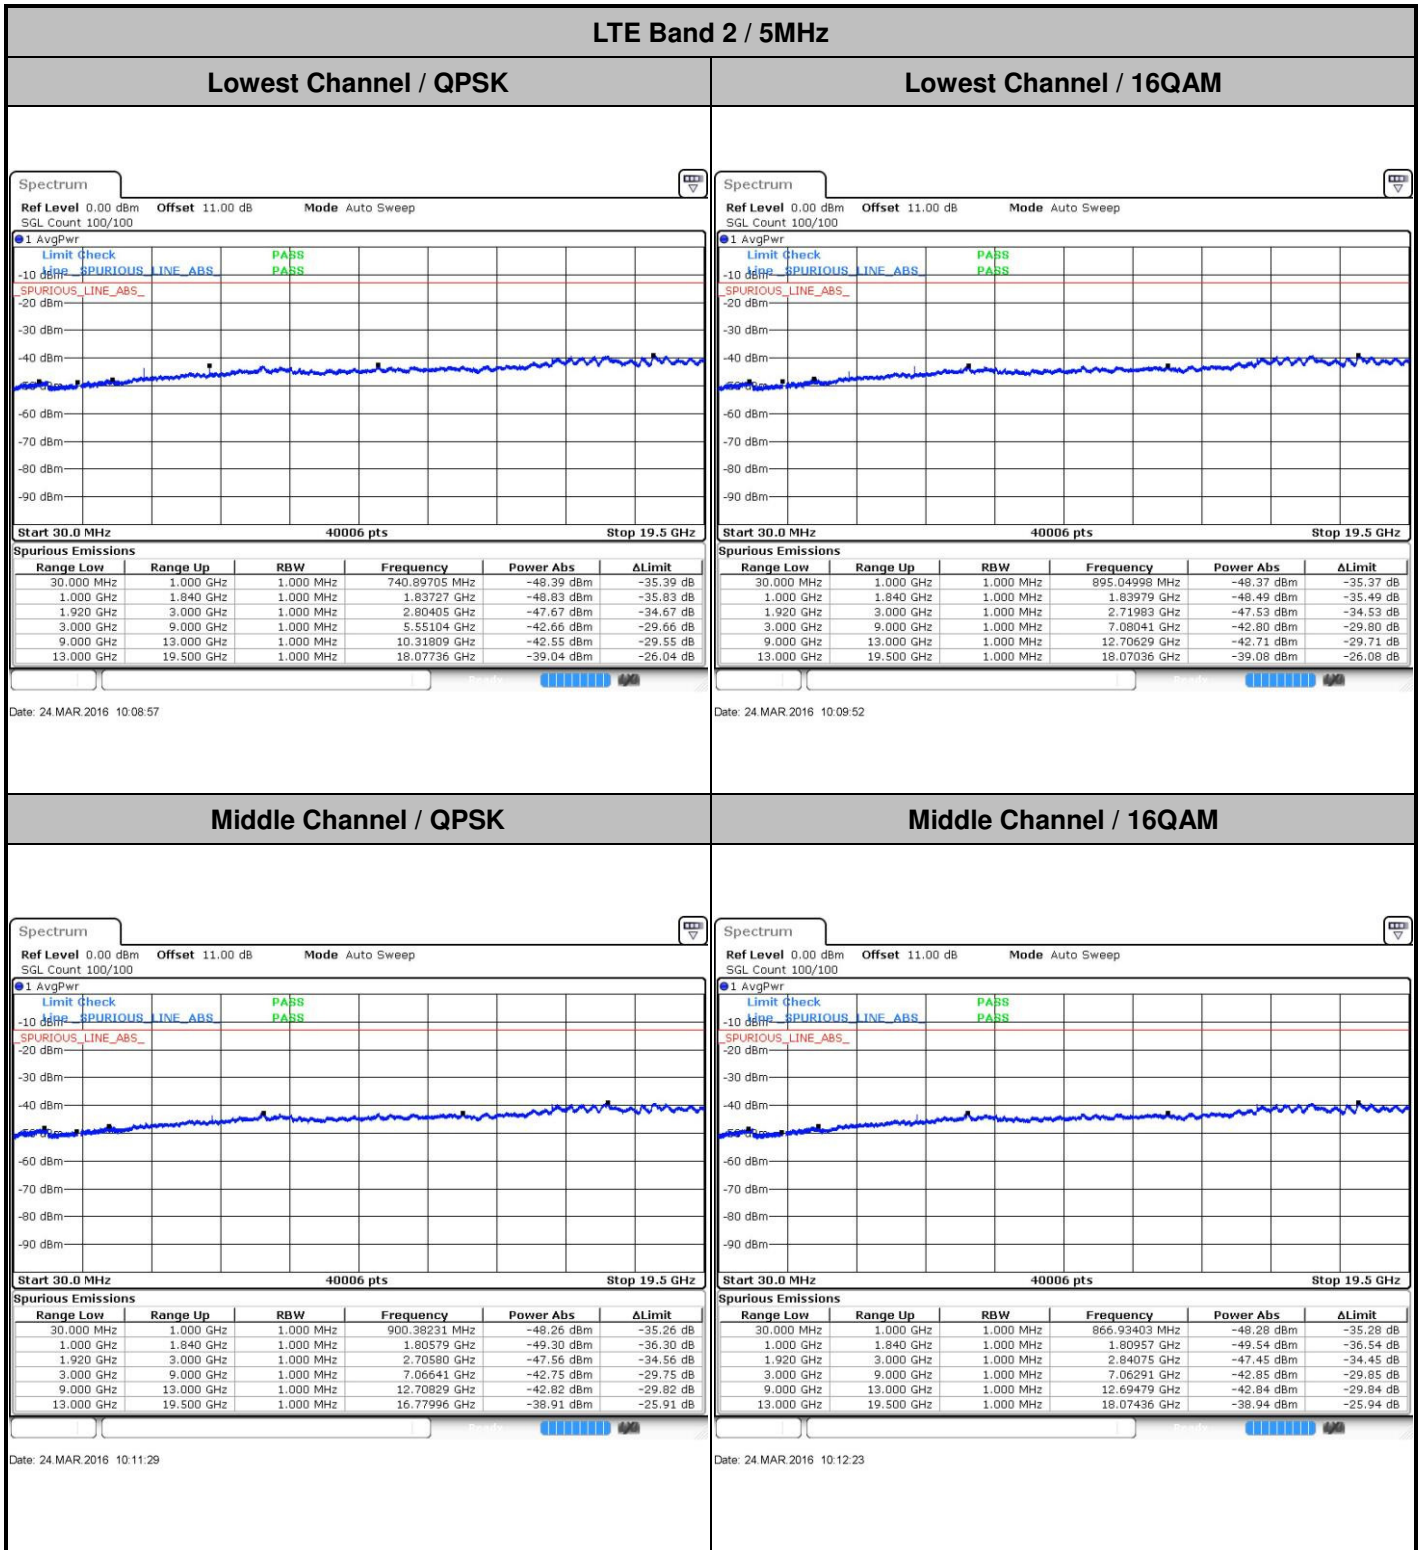 LTE Band 2 / 5MHz
Lowest Channel / QPSK
Lowest Channel / 16QAM
Spectrum
Ref Level 0.00 dBm Offset 11.00 dB Mode Auto Sweep
SGL Count 100/100
1 AvgPwr
Limit Check PASS
Line _SPURIOUS_LINE_ABS_ PASS
-10 dBm
_SPURIOUS_LINE_ABS_
-20 dBm
-30 dBm
-40 dBm
-50 dBm
-60 dBm
-70 dBm
-80 dBm
-90 dBm
Start 30.0 MHz 40006 pts Stop 19.5 GHz
Spurious Emissions
Range Low Range Up RBW Frequency Power Abs ΔLimit
30.000 MHz 1.000 GHz 1.000 MHz 740.89705 MHz -48.39 dBm -35.39 dB
1.000 GHz 1.840 GHz 1.000 MHz 1.83727 GHz -48.83 dBm -35.83 dB
1.920 GHz 3.000 GHz 1.000 MHz 2.80405 GHz -47.67 dBm -34.67 dB
3.000 GHz 9.000 GHz 1.000 MHz 5.55104 GHz -42.66 dBm -29.66 dB
9.000 GHz 13.000 GHz 1.000 MHz 10.31809 GHz -42.55 dBm -29.55 dB
13.000 GHz 19.500 GHz 1.000 MHz 18.07736 GHz -39.04 dBm -26.04 dB
Date: 24.MAR.2016 10:08:57
Spectrum
Ref Level 0.00 dBm Offset 11.00 dB Mode Auto Sweep
SGL Count 100/100
1 AvgPwr
Limit Check PASS
Line _SPURIOUS_LINE_ABS_ PASS
-10 dBm
_SPURIOUS_LINE_ABS_
-20 dBm
-30 dBm
-40 dBm
-50 dBm
-60 dBm
-70 dBm
-80 dBm
-90 dBm
Start 30.0 MHz 40006 pts Stop 19.5 GHz
Spurious Emissions
Range Low Range Up RBW Frequency Power Abs ΔLimit
30.000 MHz 1.000 GHz 1.000 MHz 895.04998 MHz -48.37 dBm -35.37 dB
1.000 GHz 1.840 GHz 1.000 MHz 1.83979 GHz -48.49 dBm -35.49 dB
1.920 GHz 3.000 GHz 1.000 MHz 2.71983 GHz -47.53 dBm -34.53 dB
3.000 GHz 9.000 GHz 1.000 MHz 7.08041 GHz -42.80 dBm -29.80 dB
9.000 GHz 13.000 GHz 1.000 MHz 12.70629 GHz -42.71 dBm -29.71 dB
13.000 GHz 19.500 GHz 1.000 MHz 18.07036 GHz -39.08 dBm -26.08 dB
Date: 24.MAR.2016 10:09:52
Middle Channel / QPSK
Middle Channel / 16QAM
Spectrum
Ref Level 0.00 dBm Offset 11.00 dB Mode Auto Sweep
SGL Count 100/100
1 AvgPwr
Limit Check PASS
Line _SPURIOUS_LINE_ABS_ PASS
-10 dBm
_SPURIOUS_LINE_ABS_
-20 dBm
-30 dBm
-40 dBm
-50 dBm
-60 dBm
-70 dBm
-80 dBm
-90 dBm
Start 30.0 MHz 40006 pts Stop 19.5 GHz
Spurious Emissions
Range Low Range Up RBW Frequency Power Abs ΔLimit
30.000 MHz 1.000 GHz 1.000 MHz 900.38231 MHz -48.26 dBm -35.26 dB
1.000 GHz 1.840 GHz 1.000 MHz 1.80579 GHz -49.30 dBm -36.30 dB
1.920 GHz 3.000 GHz 1.000 MHz 2.70580 GHz -47.56 dBm -34.56 dB
3.000 GHz 9.000 GHz 1.000 MHz 7.06641 GHz -42.75 dBm -29.75 dB
9.000 GHz 13.000 GHz 1.000 MHz 12.70829 GHz -42.82 dBm -29.82 dB
13.000 GHz 19.500 GHz 1.000 MHz 16.77996 GHz -38.91 dBm -25.91 dB
Date: 24.MAR.2016 10:11:29
Spectrum
Ref Level 0.00 dBm Offset 11.00 dB Mode Auto Sweep
SGL Count 100/100
1 AvgPwr
Limit Check PASS
Line _SPURIOUS_LINE_ABS_ PASS
-10 dBm
_SPURIOUS_LINE_ABS_
-20 dBm
-30 dBm
-40 dBm
-50 dBm
-60 dBm
-70 dBm
-80 dBm
-90 dBm
Start 30.0 MHz 40006 pts Stop 19.5 GHz
Spurious Emissions
Range Low Range Up RBW Frequency Power Abs ΔLimit
30.000 MHz 1.000 GHz 1.000 MHz 866.93403 MHz -48.28 dBm -35.28 dB
1.000 GHz 1.840 GHz 1.000 MHz 1.80957 GHz -49.54 dBm -36.54 dB
1.920 GHz 3.000 GHz 1.000 MHz 2.84075 GHz -47.45 dBm -34.45 dB
3.000 GHz 9.000 GHz 1.000 MHz 7.06291 GHz -42.85 dBm -29.85 dB
9.000 GHz 13.000 GHz 1.000 MHz 12.69479 GHz -42.84 dBm -29.84 dB
13.000 GHz 19.500 GHz 1.000 MHz 18.07436 GHz -38.94 dBm -25.94 dB
Date: 24.MAR.2016 10:12:23